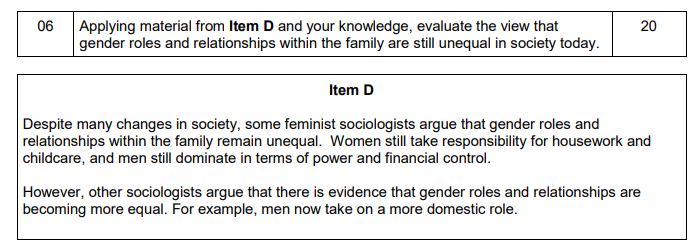 06 Applying material from Item D and your knowledge, evaluate the view that 20
gender roles and relationships within the family are still unequal in society today.
Item D
Despite many changes in society, some feminist sociologists argue that gender roles and
relationships within the family remain unequal. Women still take responsibility for housework and
childcare, and men still dominate in terms of power and financial control.
However, other sociologists argue that there is evidence that gender roles and relationships are
becoming more equal. For example, men now take on a more domestic role.